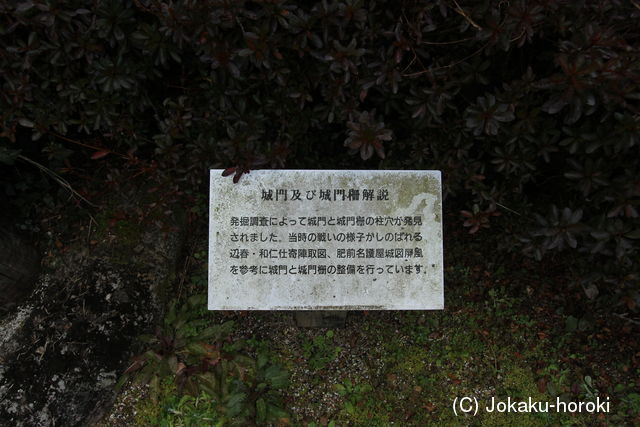 城門及び城門柵解説
発掘調査によって城門と城門柵の柱穴が発見
されました。当時の戦いの様子がしのばれる
辺春・和仁仕寄陣取図、肥前名護屋城図屏風
を参考に城門と城門柵の整備を行っています。
(C) Jokaku-horoki